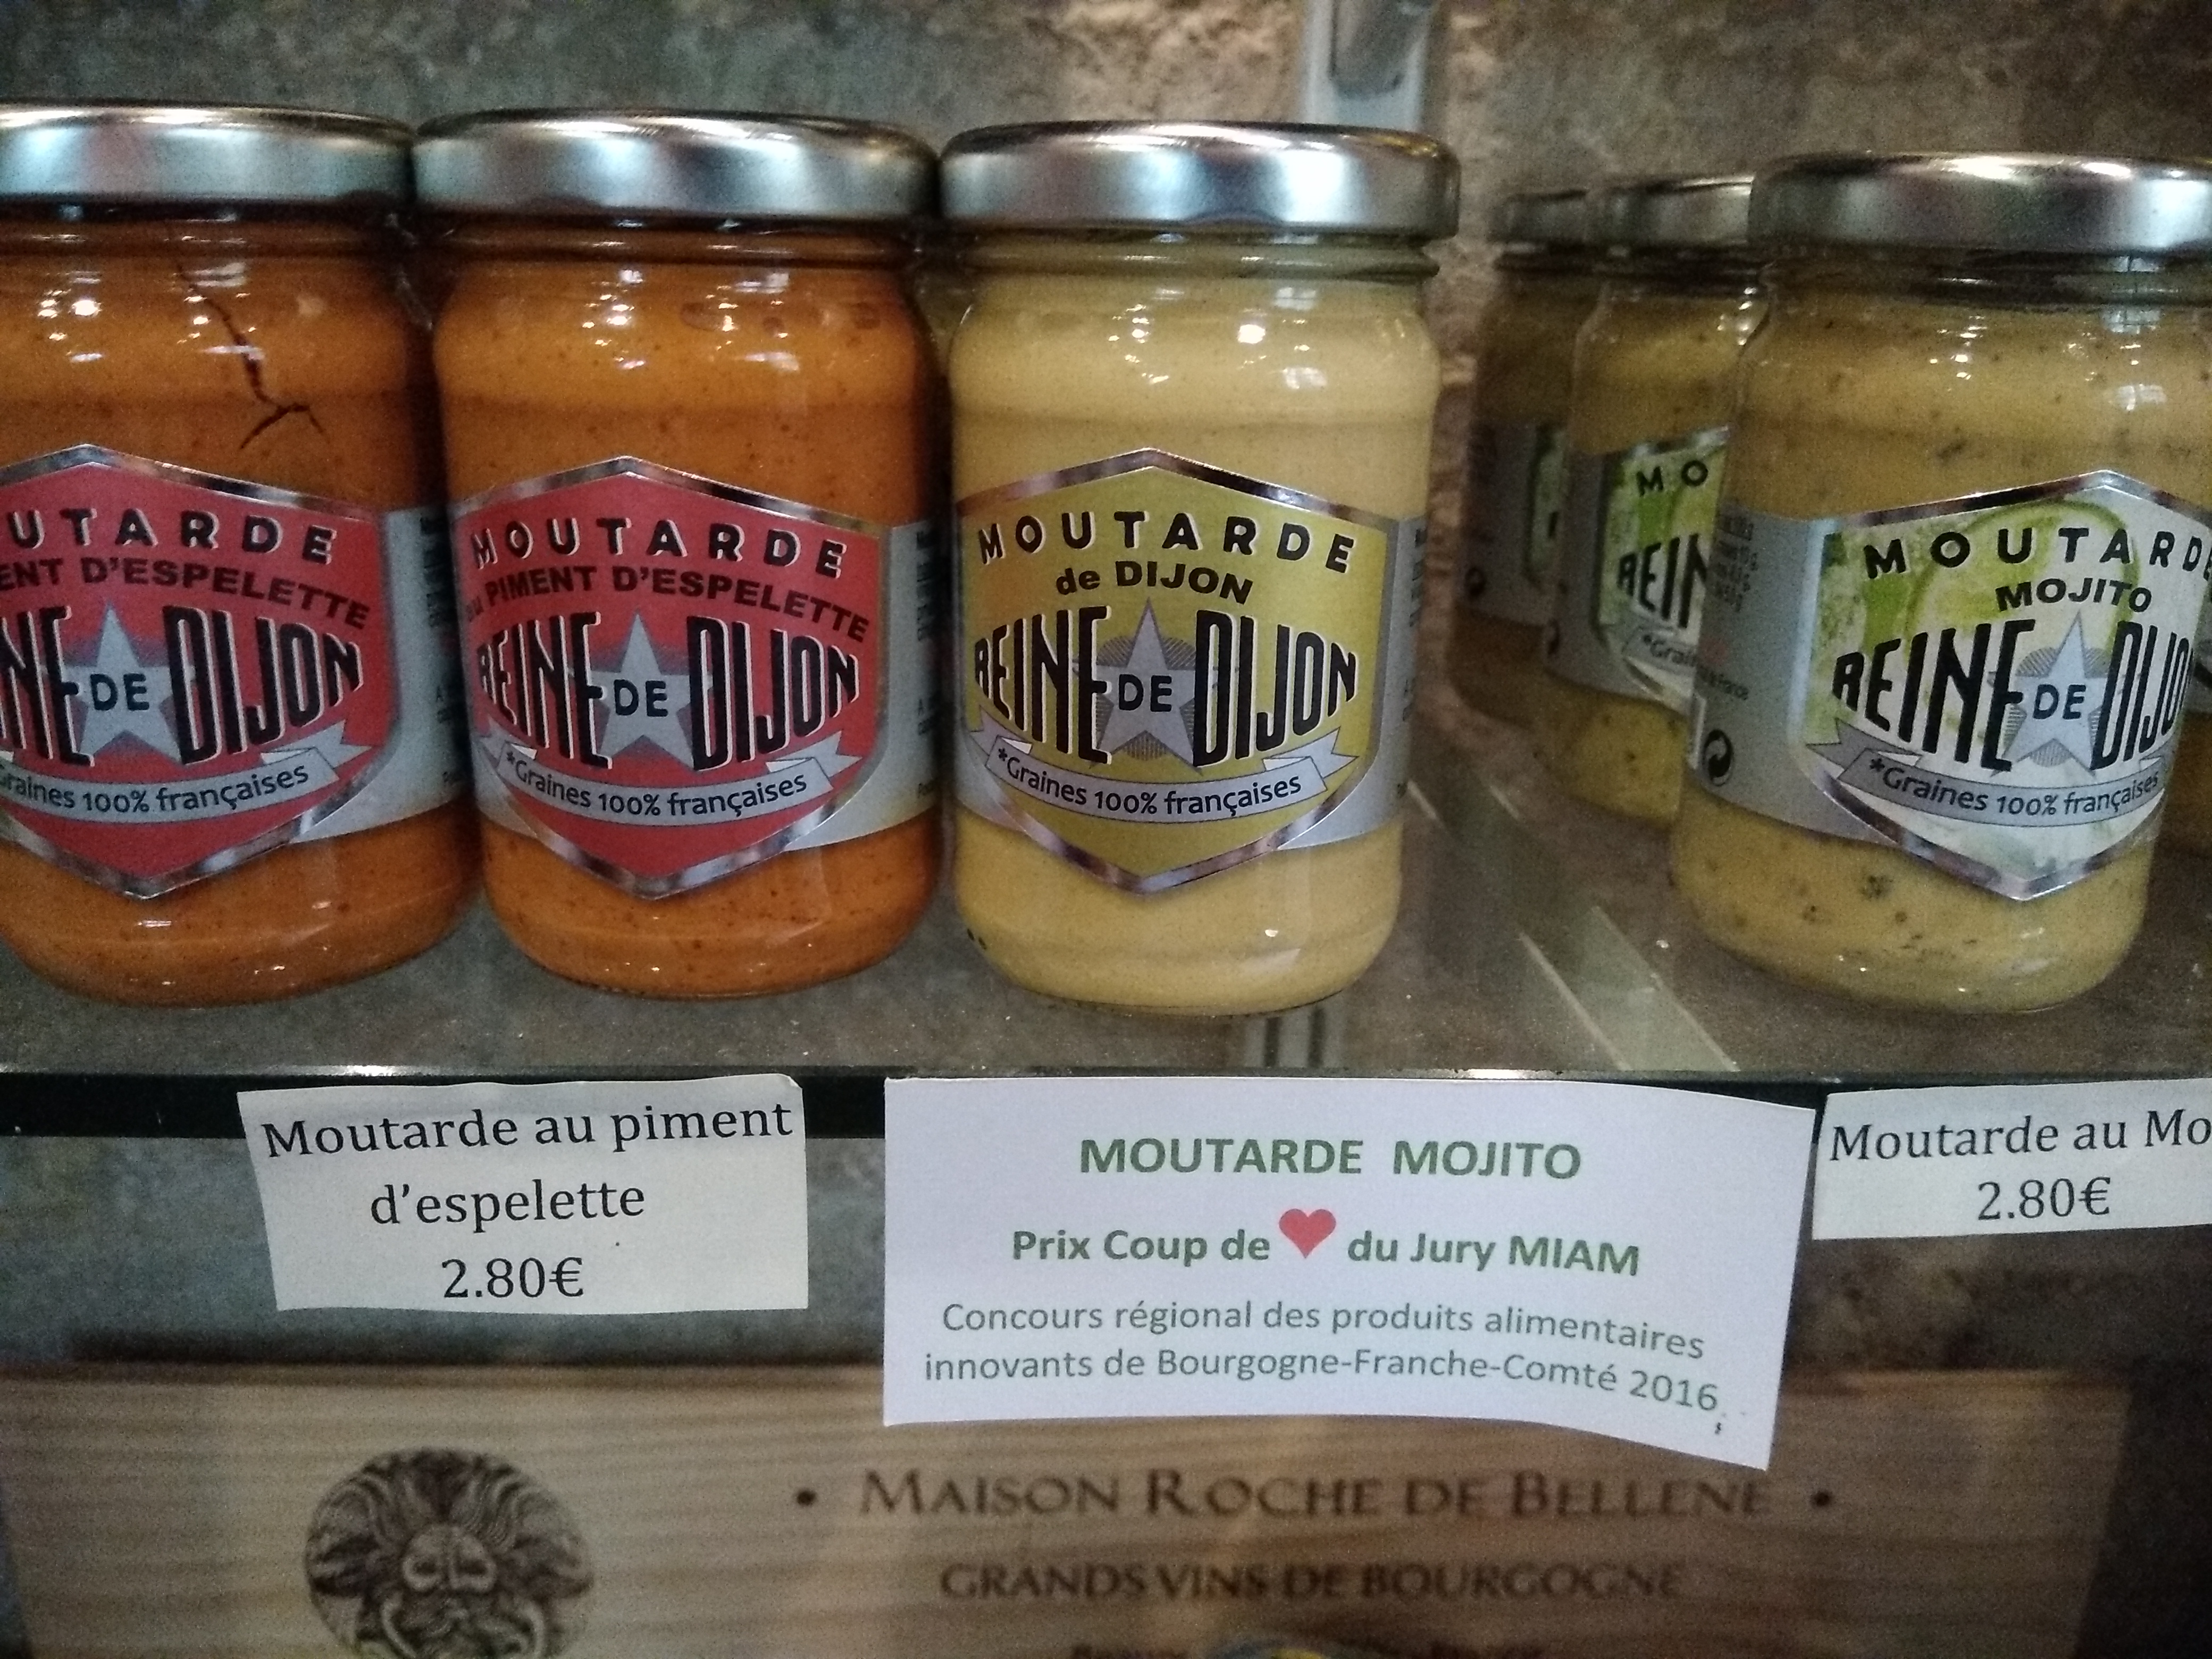 UTARDE
ENT D'ESPELETTE
NE DE DIJON
Graines 100% françaises
MOUTARDE
au PIMENT D'ESPELETTE
REINE DE DIJON
*Graines 100% françaises
MOUTARDE
de DIJON
REINE DE DIJON
*Graines 100% françaises
MO
REIN
*Grai
MOUTARDE
MOJITO
REINE DE DIJO
*Graines 100% françaises
Moutarde au piment
d'espelette
2.80€
MOUTARDE MOJITO
Prix Coup de ❤ du Jury MIAM
Concours régional des produits alimentaires
innovants de Bourgogne-Franche-Comté 2016,
Moutarde au Mo
2.80€
• MAISON ROCHE DE BELLENE •
GRANDS VINS DE BOURGOGNE